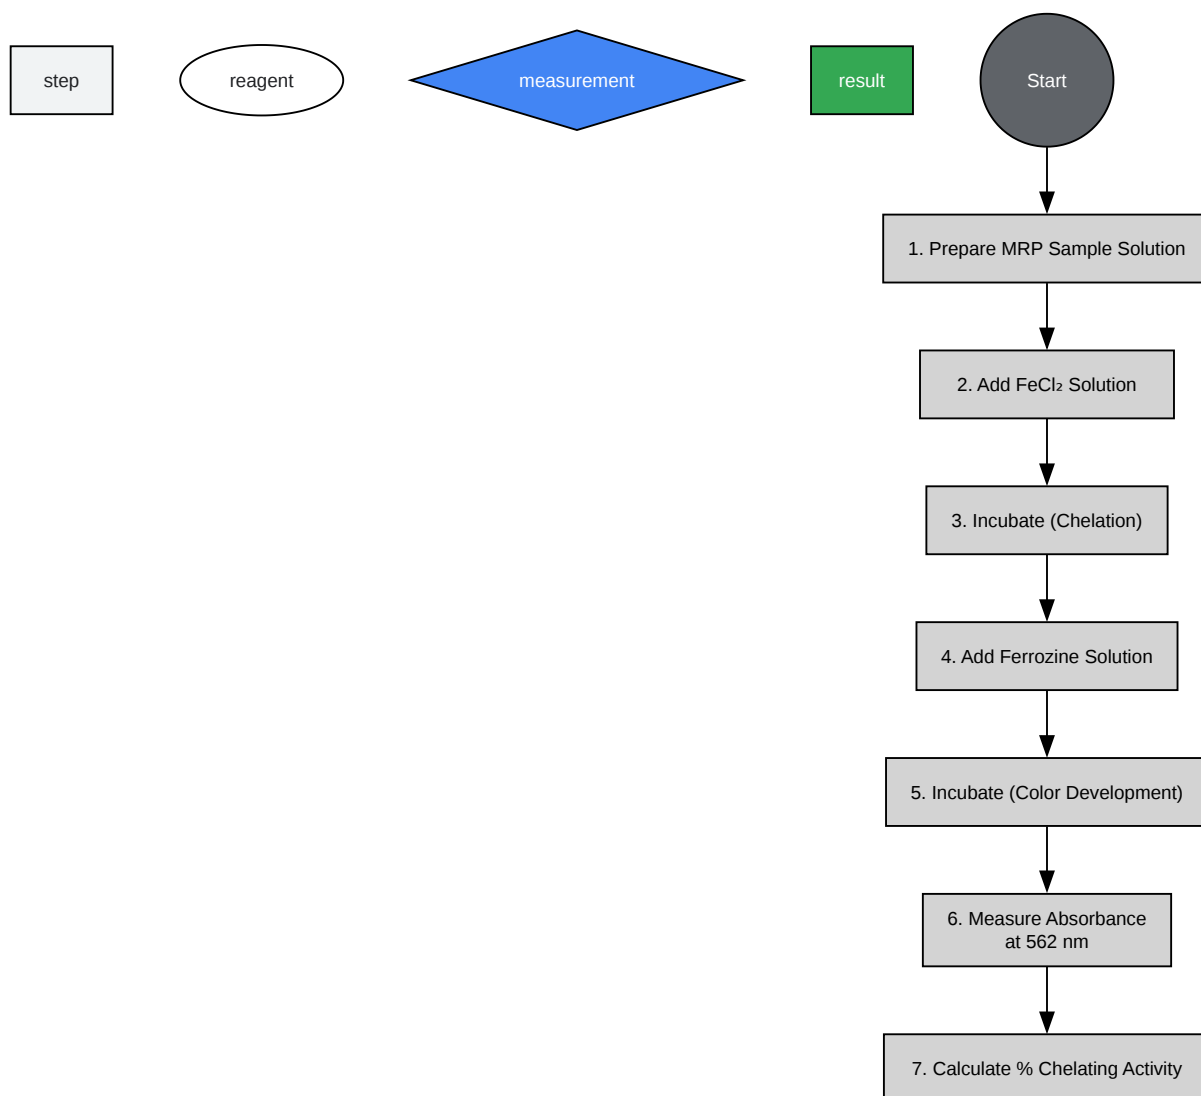 step
reagent
measurement
result
Start
1. Prepare MRP Sample Solution
2. Add FeCl₂ Solution
3. Incubate (Chelation)
4. Add Ferrozine Solution
5. Incubate (Color Development)
6. Measure Absorbance
at 562 nm
7. Calculate % Chelating Activity